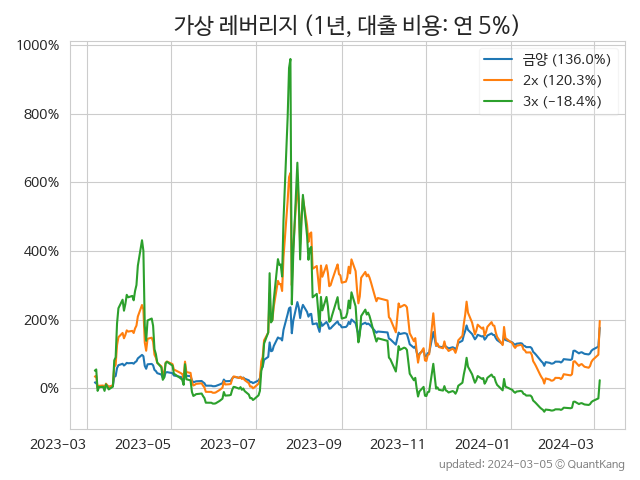 가상 레버리지 (1년, 대출 비용: 연 5%)
1000%
800%
600%
400%
200%
0%
금양 (136.0%)
2x (120.3%)
3x (−18.4%)
2023-03
2023-05
2023-07
2023-09
2023-11
2024-01
2024-03
updated: 2024-03-05 ⓒ QuantKang